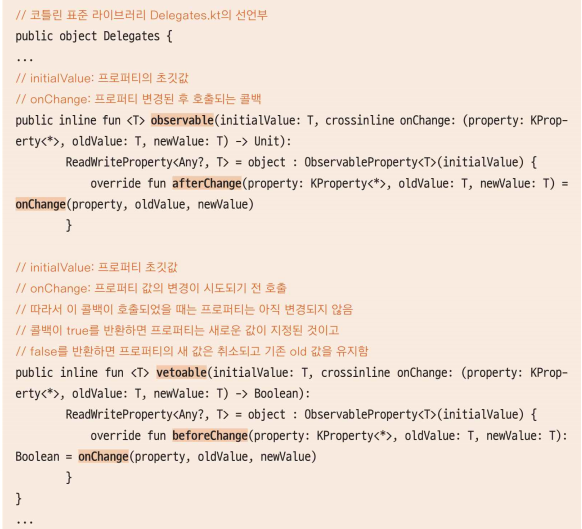 // 코틀린 표준 라이브러리 Delegates.kt의 선언부
public object Delegates {
...
// initialValue: 프로퍼티의 초깃값
// onChange: 프로퍼티 변경된 후 호출되는 콜백
public inline fun <T> observable(initialValue: T, crossinline onChange: (property: KProp-
erty<*>, oldValue: T, newValue: T) -> Unit):
        ReadWriteProperty<Any?, T> = object : ObservableProperty<T>(initialValue) {
            override fun afterChange(property: KProperty<*>, oldValue: T, newValue: T) =
onChange(property, oldValue, newValue)
        }
// initialValue: 프로퍼티 초깃값
// onChange: 프로퍼티 값의 변경이 시도되기 전 호출
// 따라서 이 콜백이 호출되었을 때는 프로퍼티는 아직 변경되지 않음
// 콜백이 true를 반환하면 프로퍼티는 새로운 값이 지정된 것이고
// false를 반환하면 프로퍼티의 새 값은 취소되고 기존 old 값을 유지함
public inline fun <T> vetoable(initialValue: T, crossinline onChange: (property: KProp-
erty<*>, oldValue: T, newValue: T) -> Boolean):
        ReadWriteProperty<Any?, T> = object : ObservableProperty<T>(initialValue) {
            override fun beforeChange(property: KProperty<*>, oldValue: T, newValue: T):
Boolean = onChange(property, oldValue, newValue)
        }
}
...